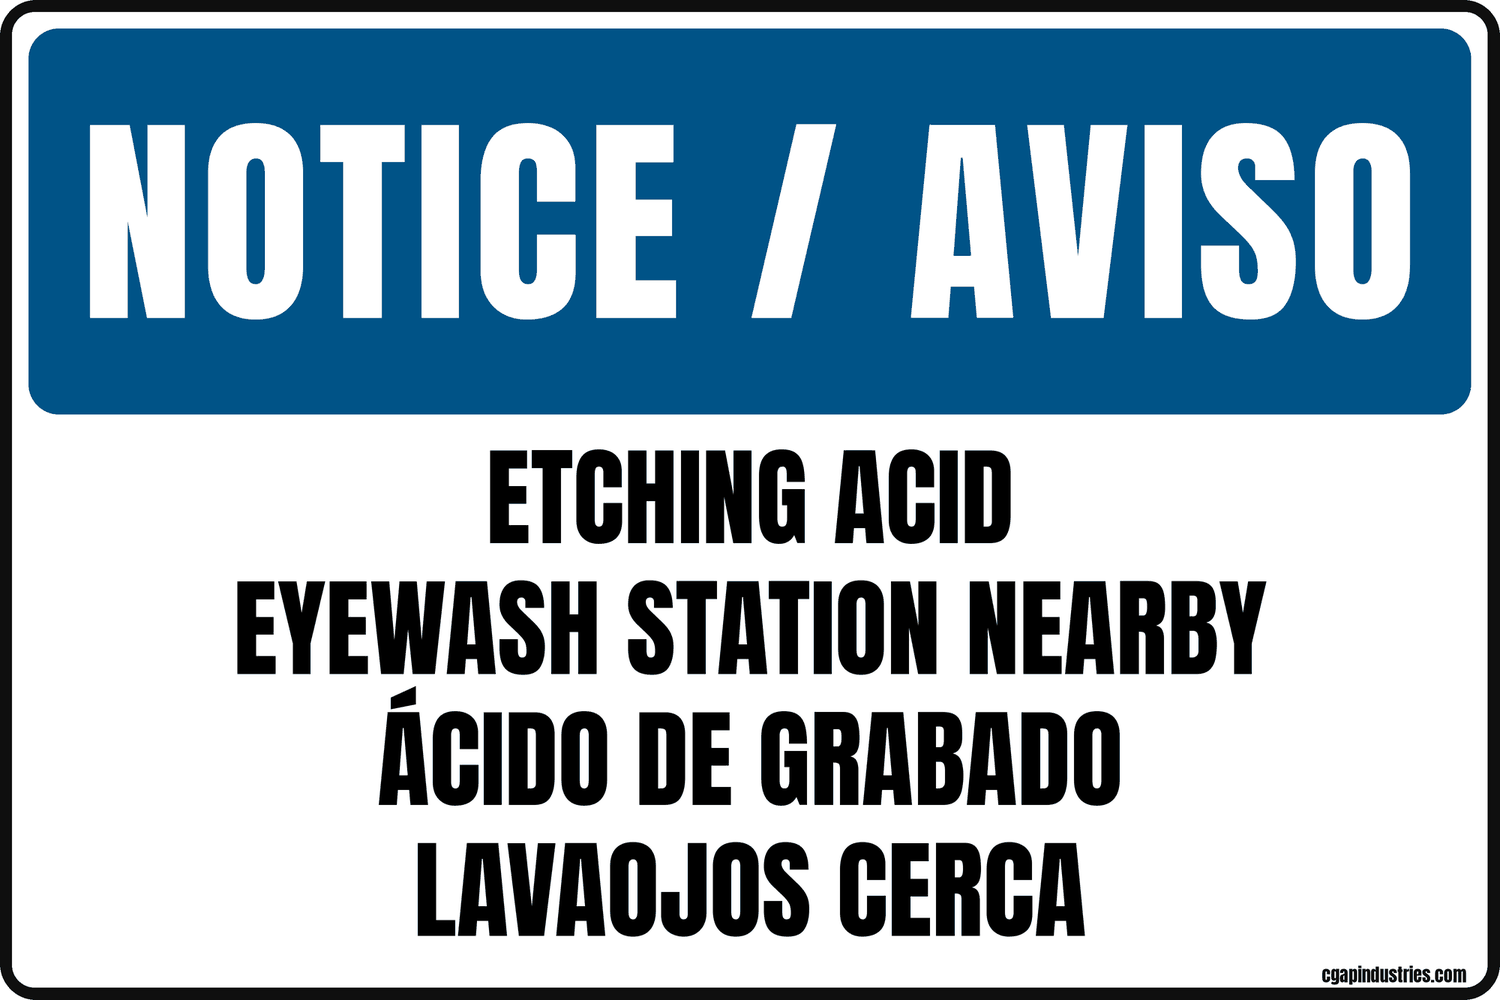 NOTICE / AVISO
ETCHING ACID
EYEWASH STATION NEARBY
ÁCIDO DE GRABADO
LAVAOJOS CERCA
cgapindustries.com